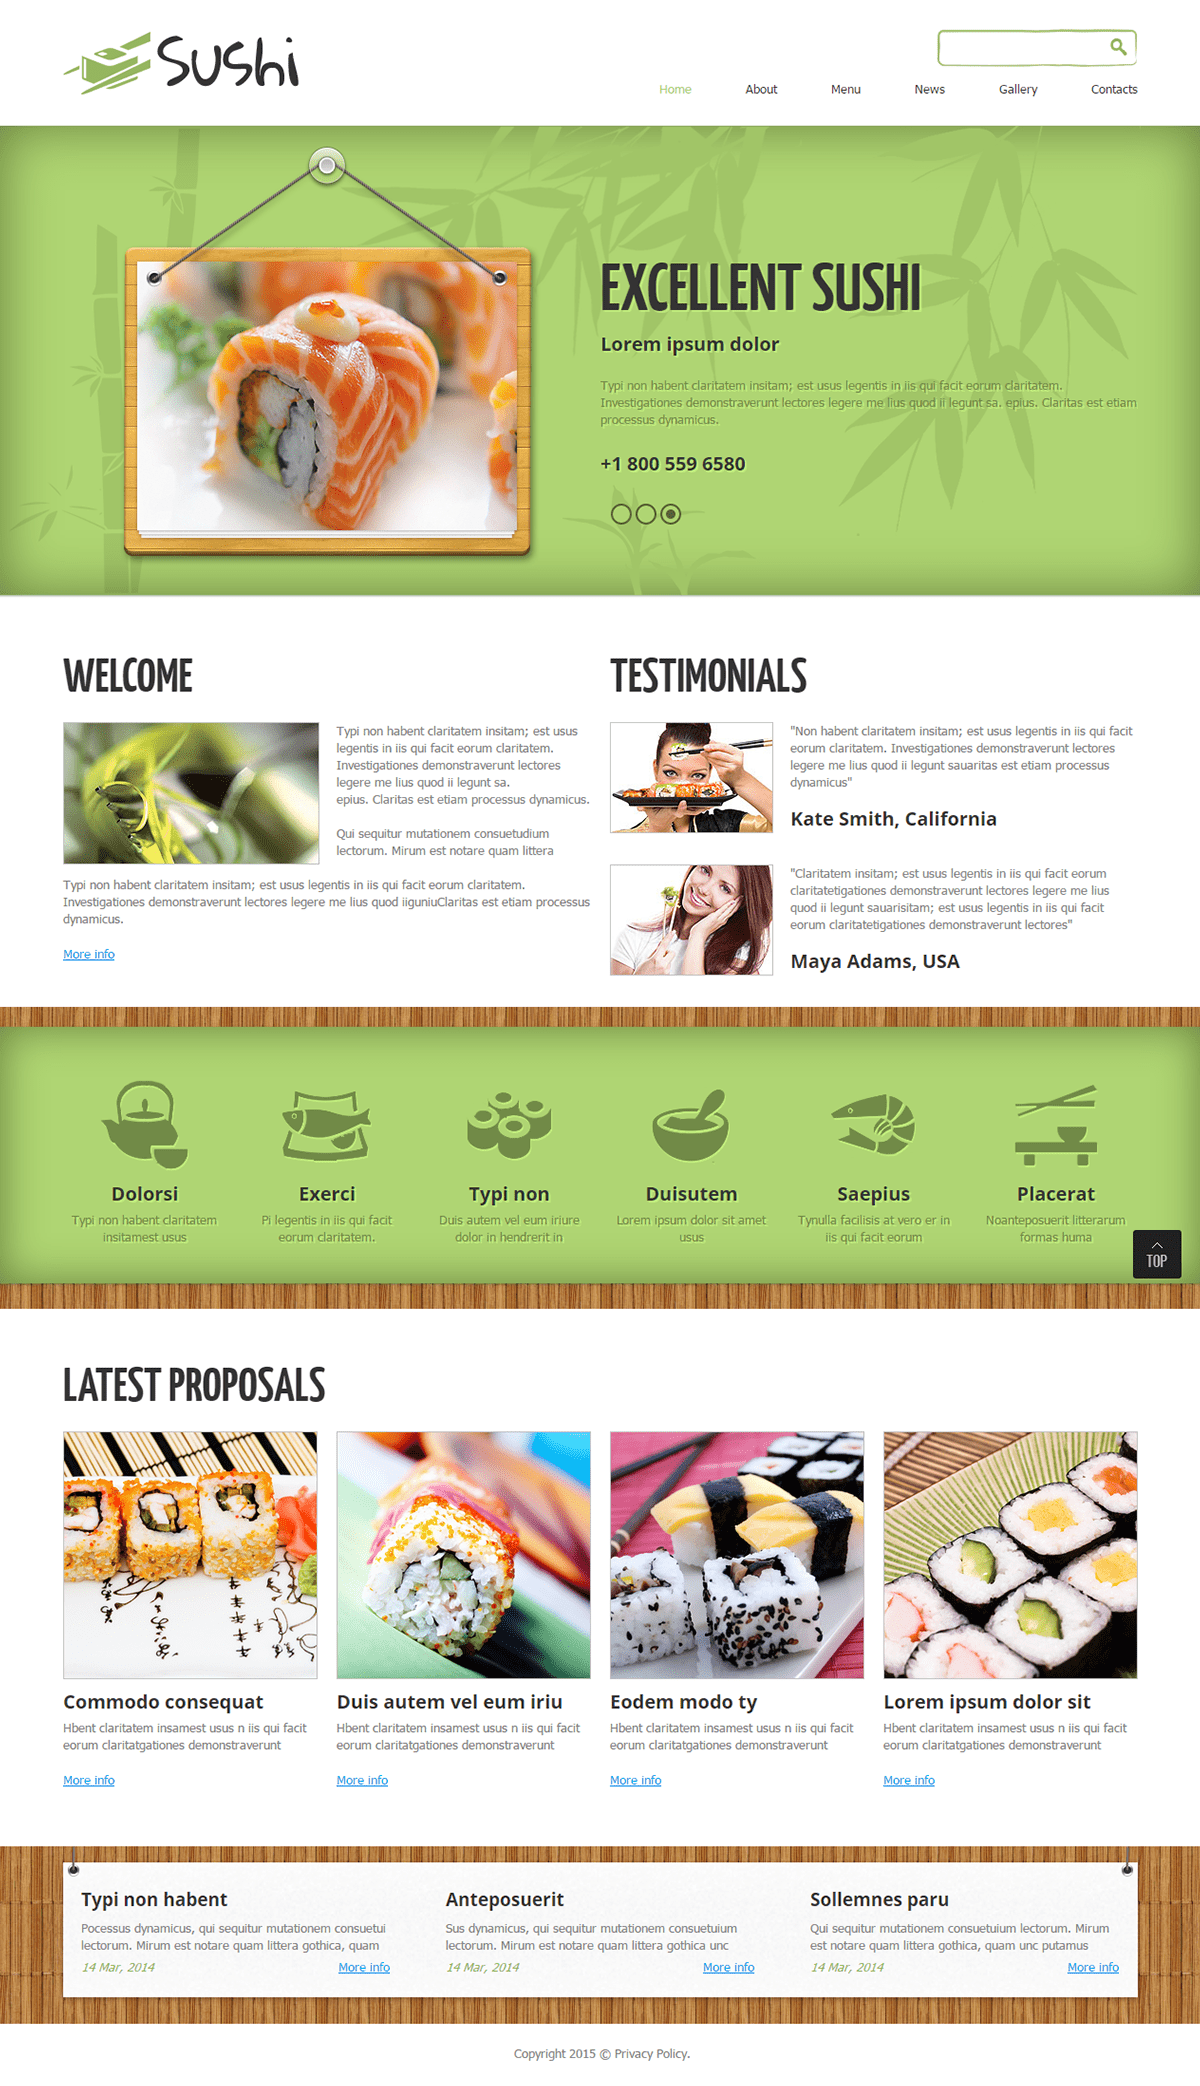 Sushi
Home About Menu News Gallery Contacts
EXCELLENT SUSHI
Lorem ipsum dolor
Typi non habent claritatem insitam; est usus legentis in iis qui facit eorum claritatem.
Investigationes demonstraverunt lectores legere me lius quod ii legunt sa. epius. Claritas est etiam
processus dynamicus.
+1 800 559 6580
WELCOME
Typi non habent claritatem insitam; est usus
legentis in iis qui facit eorum claritatem.
Investigationes demonstraverunt lectores
legere me lius quod ii legunt sa.
epius. Claritas est etiam processus dynamicus.
Qui sequitur mutationem consuetudium
lectorum. Mirum est notare quam littera
Typi non habent claritatem insitam; est usus legentis in iis qui facit eorum claritatem.
Investigationes demonstraverunt lectores legere me lius quod iiguniuClaritas est etiam processus
dynamicus.
More info
TESTIMONIALS
"Non habent claritatem insitam; est usus legentis in iis qui facit
eorum claritatem. Investigationes demonstraverunt lectores
legere me lius quod ii legunt sauaritas est etiam processus
dynamicus"
Kate Smith, California
"Claritatem insitam; est usus legentis in iis qui facit eorum
claritatetigationes demonstraverunt lectores legere me lius
quod ii legunt sauarisitam; est usus legentis in iis qui facit
eorum claritatetigationes demonstraverunt lectores"
Maya Adams, USA
Dolorsi
Typi non habent claritatem
insitamest usus
Exerci
Pi legentis in iis qui facit
eorum claritatem.
Typi non
Duis autem vel eum iriure
dolor in hendrerit in
Duisutem
Lorem ipsum dolor sit amet
usus
Saepius
Tynulla facilisis at vero er in
iis qui facit eorum
Placerat
Noanteposuerit litterarum
formas huma
TOP
LATEST PROPOSALS
Commodo consequat
Hbent claritatem insamest usus n iis qui facit
eorum claritatgationes demonstraverunt
More info
Duis autem vel eum iriu
Hbent claritatem insamest usus n iis qui facit
eorum claritatgationes demonstraverunt
More info
Eodem modo ty
Hbent claritatem insamest usus n iis qui facit
eorum claritatgationes demonstraverunt
More info
Lorem ipsum dolor sit
Hbent claritatem insamest usus n iis qui facit
eorum claritatgationes demonstraverunt
More info
Typi non habent
Pocessus dynamicus, qui sequitur mutationem consuetui
lectorum. Mirum est notare quam littera gothica, quam
14 Mar, 2014 More info
Anteposuerit
Sus dynamicus, qui sequitur mutationem consuetuium
lectorum. Mirum est notare quam littera gothica unc
14 Mar, 2014 More info
Sollemnes paru
Qui sequitur mutationem consuetuium lectorum. Mirum
est notare quam littera gothica, quam unc putamus
14 Mar, 2014 More info
Copyright 2015 © Privacy Policy.